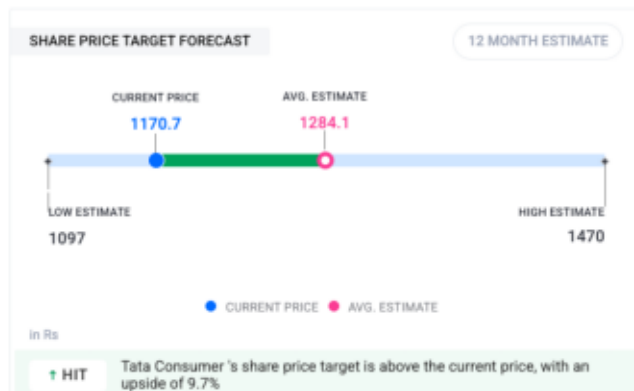 SHARE PRICE TARGET FORECAST
12 MONTH ESTIMATE
CURRENT PRICE
AVG. ESTIMATE
1170.7
1284.1
LOW ESTIMATE
HIGH ESTIMATE
1097
1470
CURRENT PRICE
AVG. ESTIMATE
in Rs
↑ HIT
Tata Consumer 's share price target is above the current price, with an
upside of 9.7%